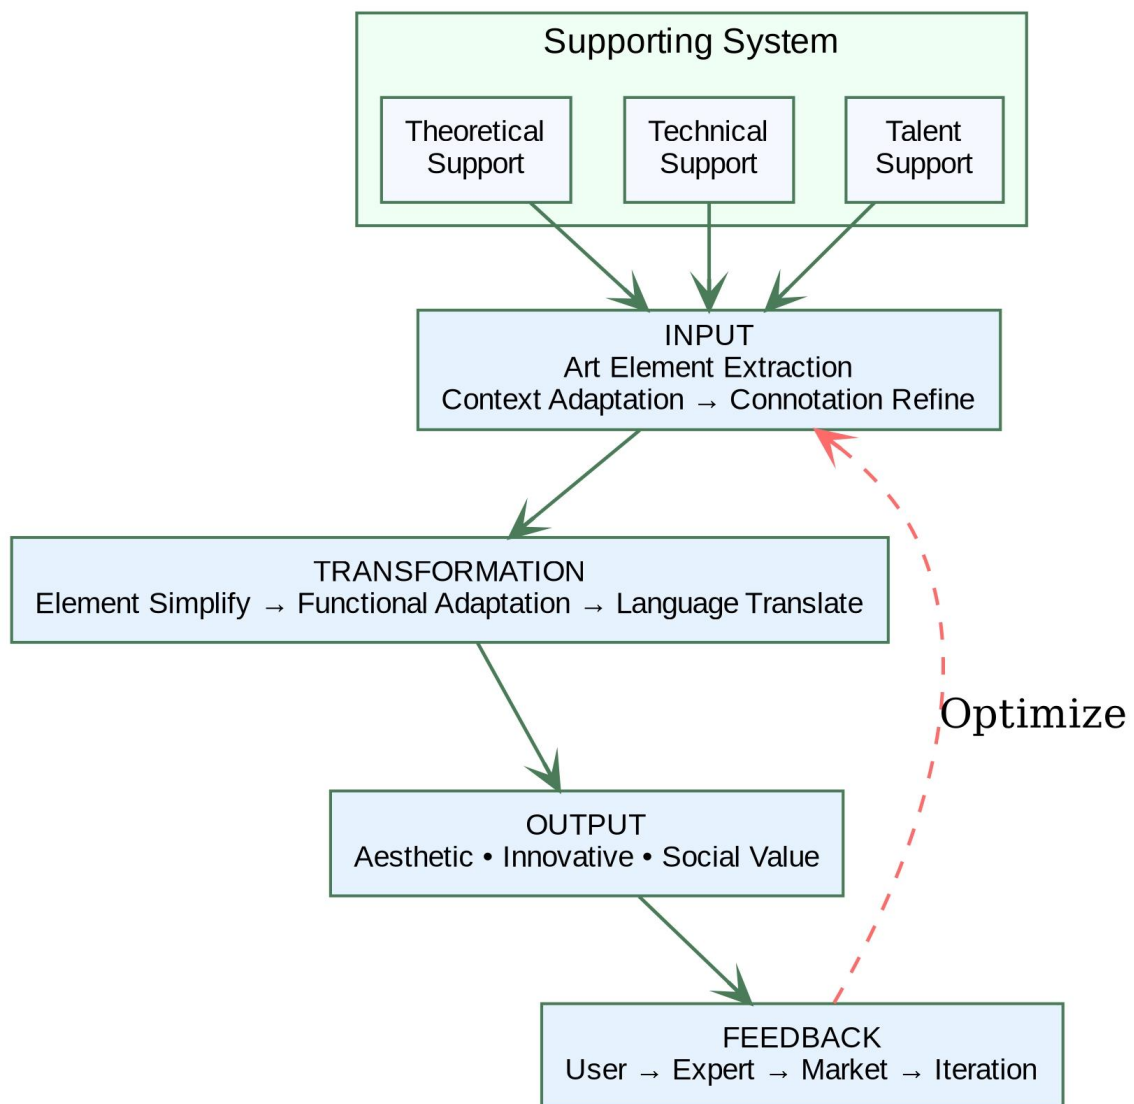 Supporting System
Theoretical
Support
Technical
Support
Talent
Support
INPUT
Art Element Extraction
Context Adaptation → Connotation Refine
TRANSFORMATION
Element Simplify → Functional Adaptation → Language Translate
Optimize
OUTPUT
Aesthetic • Innovative • Social Value
FEEDBACK
User → Expert → Market → Iteration